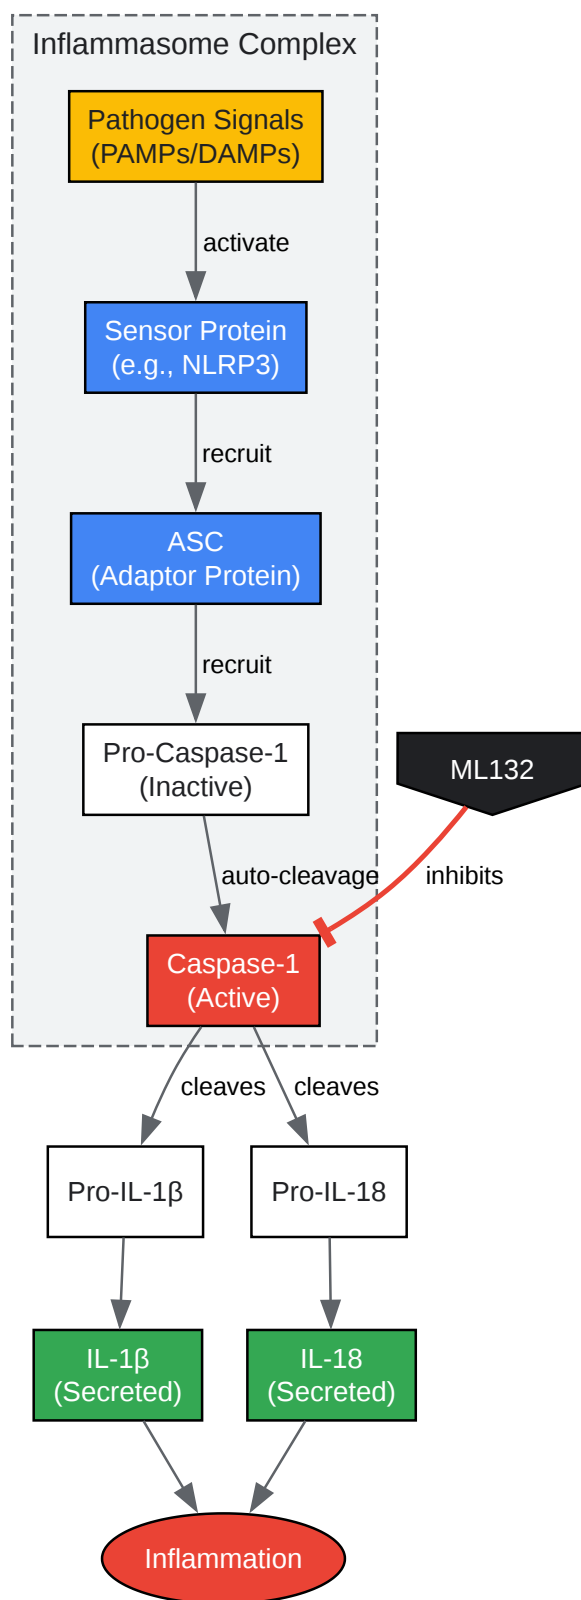 Inflammasome Complex
Pathogen Signals
(PAMPs/DAMPs)
activate
Sensor Protein
(e.g., NLRP3)
recruit
ASC
(Adaptor Protein)
recruit
Pro-Caspase-1
(Inactive)
ML132
auto-cleavage
inhibits
Caspase-1
(Active)
cleaves
cleaves
Pro-IL-1β
Pro-IL-18
IL-1β
(Secreted)
IL-18
(Secreted)
Inflammation